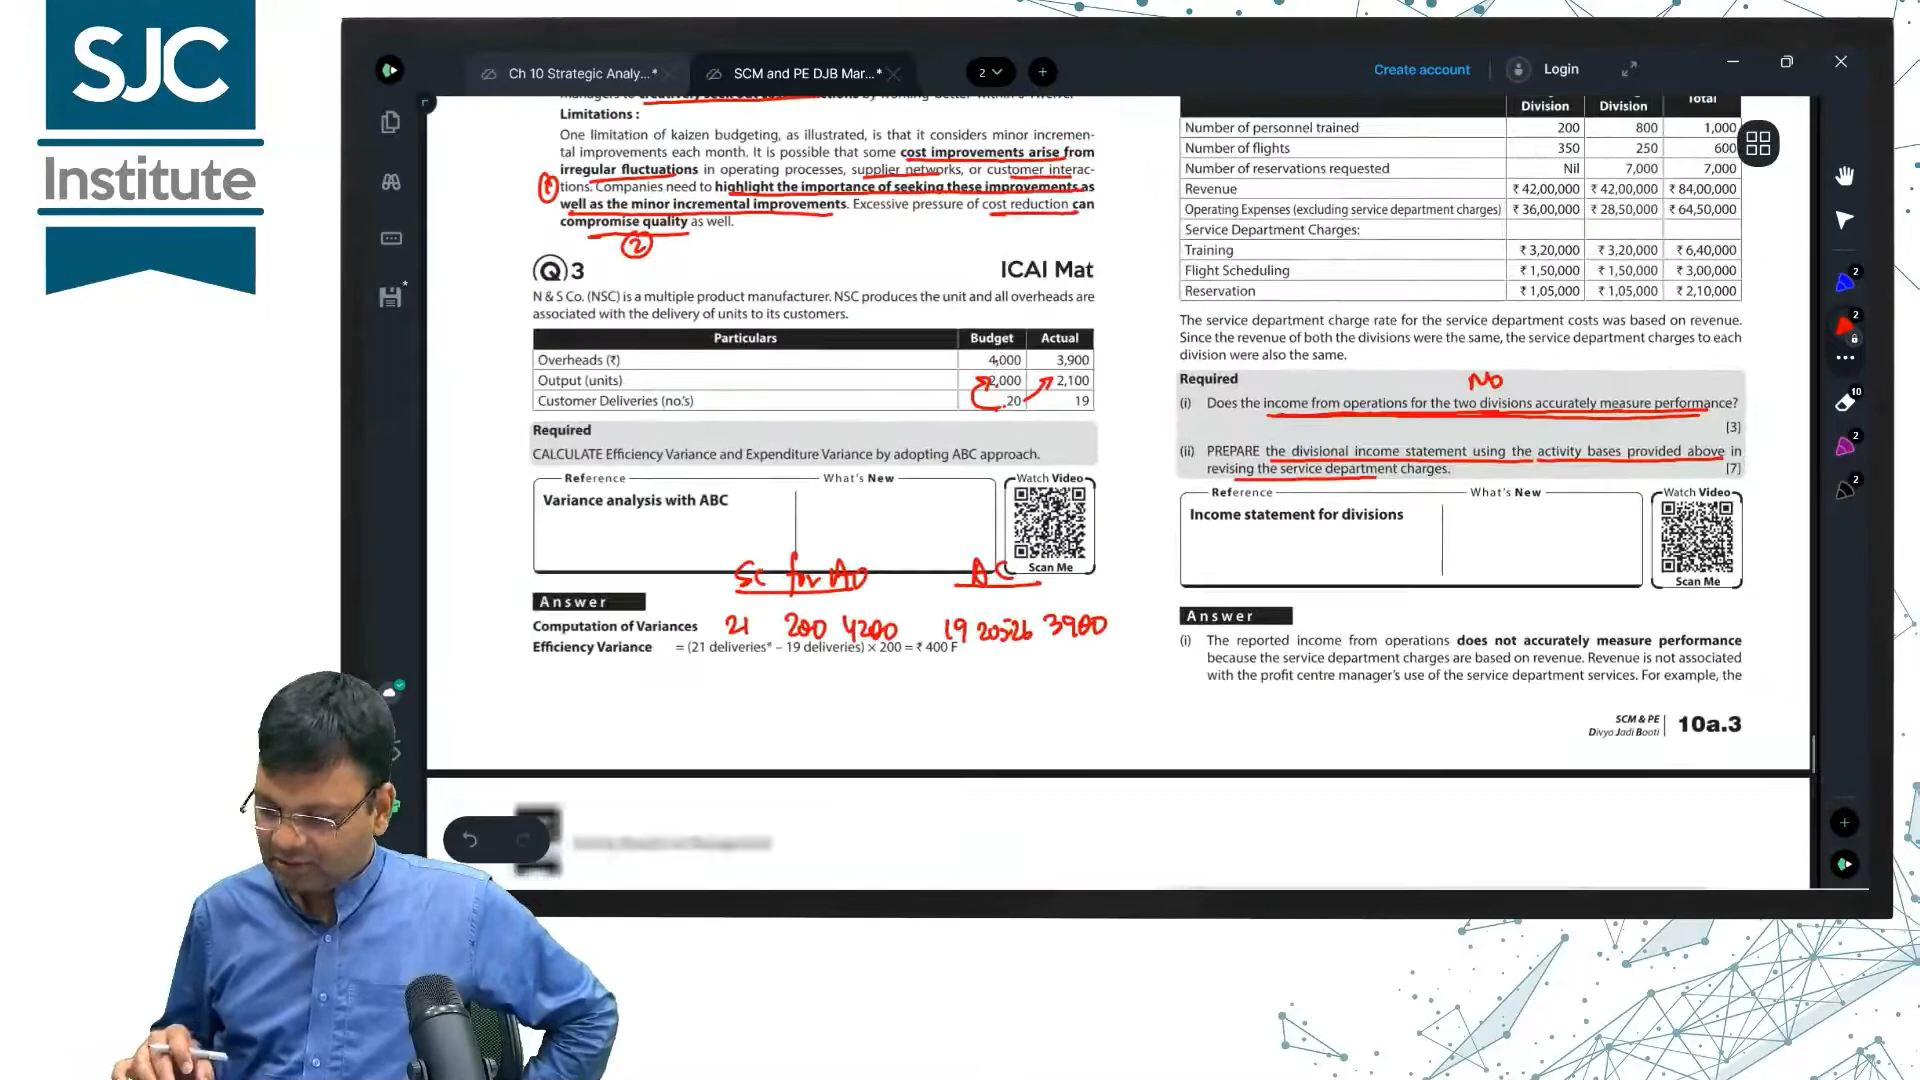 SJC
Institute
Ch 10 Strategic Analy...*
SCM and PE DJB Mar...*
2
Create account
Login
Limitations :
One limitation of kaizen budgeting, as illustrated, is that it considers minor incremen-
tal improvements each month. It is possible that some cost improvements arise from
irregular fluctuations in operating processes, supplier networks, or customer interac-
tions. Companies need to highlight the importance of seeking these improvements as
well as the minor incremental improvements. Excessive pressure of cost reduction can
compromise quality as well.
1
2
Q 3
ICAI Mat
N & S Co. (NSC) is a multiple product manufacturer. NSC produces the unit and all overheads are
associated with the delivery of units to its customers.
Particulars Budget Actual
Overheads (₹) 4,000 3,900
Output (units) 2,000 2,100
Customer Deliveries (no.'s) 20 19
Required
CALCULATE Efficiency Variance and Expenditure Variance by adopting ABC approach.
Reference What's New Watch Video
Variance analysis with ABC
Scan Me
SC for AO AC
Answer
Computation of Variances 21 200 4200 19 205.26 3900
Efficiency Variance = (21 deliveries* – 19 deliveries) × 200 = ₹ 400 F
Division Division Total
Number of personnel trained 200 800 1,000
Number of flights 350 250 600
Number of reservations requested Nil 7,000 7,000
Revenue ₹ 42,00,000 ₹ 42,00,000 ₹ 84,00,000
Operating Expenses (excluding service department charges) ₹ 36,00,000 ₹ 28,50,000 ₹ 64,50,000
Service Department Charges:
Training ₹ 3,20,000 ₹ 3,20,000 ₹ 6,40,000
Flight Scheduling ₹ 1,50,000 ₹ 1,50,000 ₹ 3,00,000
Reservation ₹ 1,05,000 ₹ 1,05,000 ₹ 2,10,000
The service department charge rate for the service department costs was based on revenue.
Since the revenue of both the divisions were the same, the service department charges to each
division were also the same.
Required
No
(i) Does the income from operations for the two divisions accurately measure performance?
[3]
(ii) PREPARE the divisional income statement using the activity bases provided above in
revising the service department charges. [7]
Reference What's New Watch Video
Income statement for divisions
Scan Me
Answer
(i) The reported income from operations does not accurately measure performance
because the service department charges are based on revenue. Revenue is not associated
with the profit centre manager's use of the service department services. For example, the
SCM & PE
Divya Jadi Booti
10a.3
2
2
10
2
2